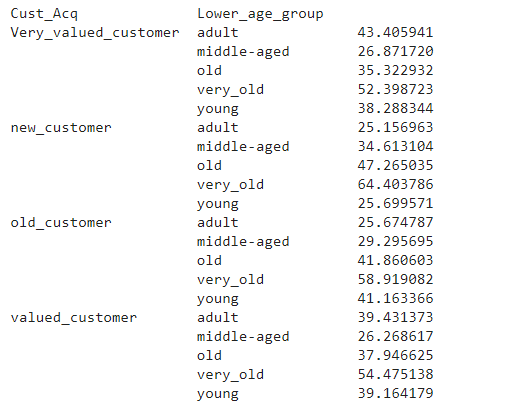 Cust_Acq Lower_age_group
Very_valued_customer adult 43.405941
middle-aged 26.871720
old 35.322932
very_old 52.398723
young 38.288344
new_customer adult 25.156963
middle-aged 34.613104
old 47.265035
very_old 64.403786
young 25.699571
old_customer adult 25.674787
middle-aged 29.295695
old 41.860603
very_old 58.919082
young 41.163366
valued_customer adult 39.431373
middle-aged 26.268617
old 37.946625
very_old 54.475138
young 39.164179